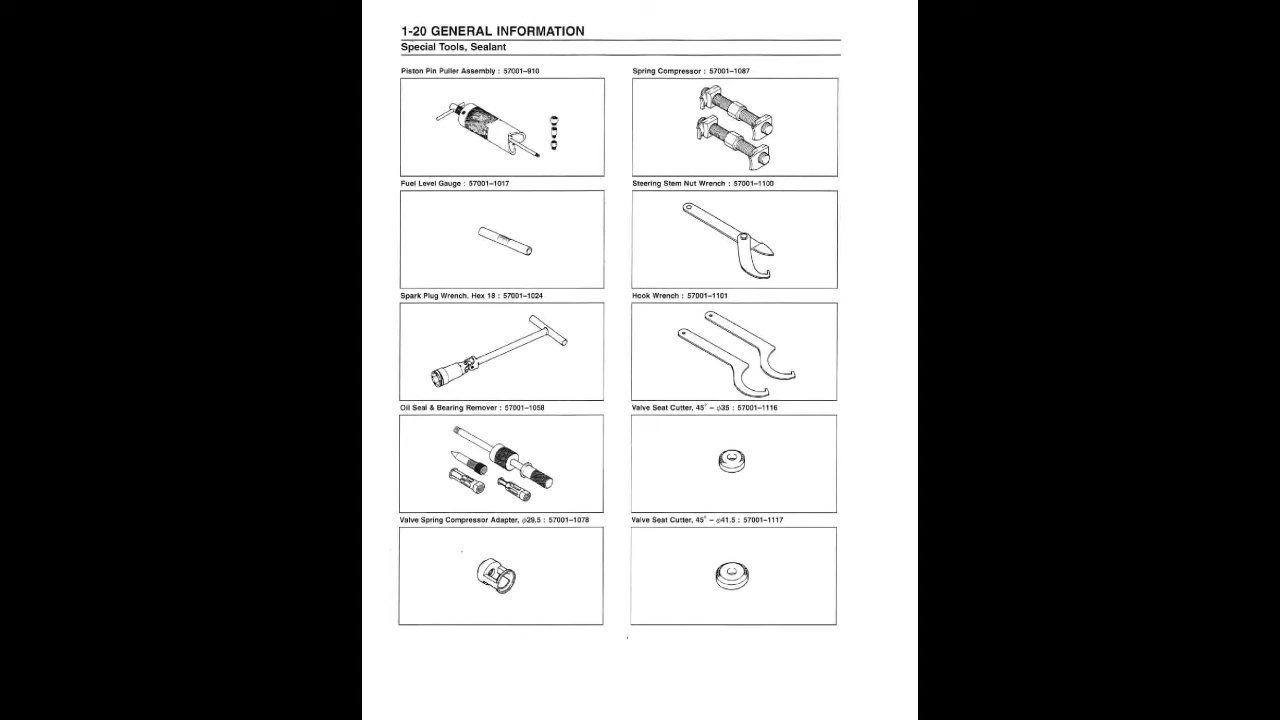 1-20 GENERAL INFORMATION
Special Tools, Sealant
Piston Pin Puller Assembly : 57001-910
Spring Compressor : 57001-1087
Fuel Level Gauge : 57001-1017
Steering Stem Nut Wrench : 57001-1100
Spark Plug Wrench, Hex 18 : 57001-1024
Hook Wrench : 57001-1101
Oil Seal & Bearing Remover : 57001-1058
Valve Seat Cutter, 45° - φ35 : 57001-1116
Valve Spring Compressor Adapter, φ29.5 : 57001-1078
Valve Seat Cutter, 45° - φ41.5 : 57001-1117